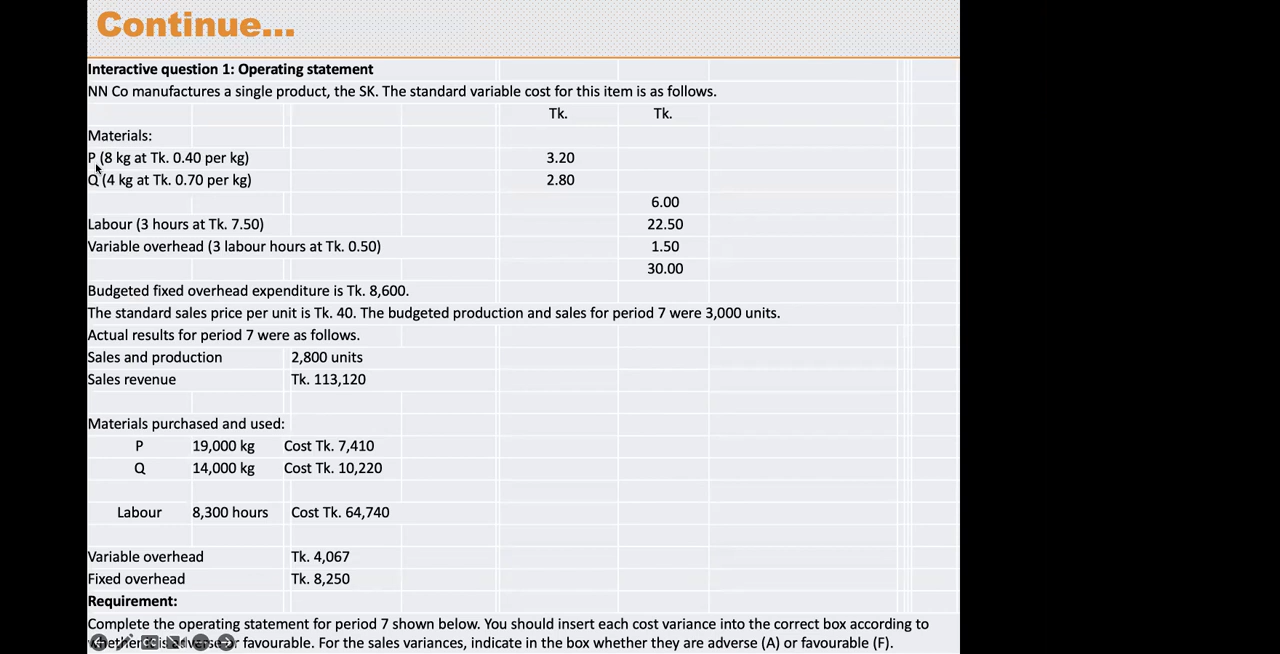 Continue...
Interactive question 1: Operating statement
NN Co manufactures a single product, the SK. The standard variable cost for this item is as follows.
Tk. Tk.
Materials:
P (8 kg at Tk. 0.40 per kg) 3.20
Q (4 kg at Tk. 0.70 per kg) 2.80
6.00
Labour (3 hours at Tk. 7.50) 22.50
Variable overhead (3 labour hours at Tk. 0.50) 1.50
30.00
Budgeted fixed overhead expenditure is Tk. 8,600.
The standard sales price per unit is Tk. 40. The budgeted production and sales for period 7 were 3,000 units.
Actual results for period 7 were as follows.
Sales and production 2,800 units
Sales revenue Tk. 113,120
Materials purchased and used:
P 19,000 kg Cost Tk. 7,410
Q 14,000 kg Cost Tk. 10,220
Labour 8,300 hours Cost Tk. 64,740
Variable overhead Tk. 4,067
Fixed overhead Tk. 8,250
Requirement:
Complete the operating statement for period 7 shown below. You should insert each cost variance into the correct box according to
whether it is adverse or favourable. For the sales variances, indicate in the box whether they are adverse (A) or favourable (F).